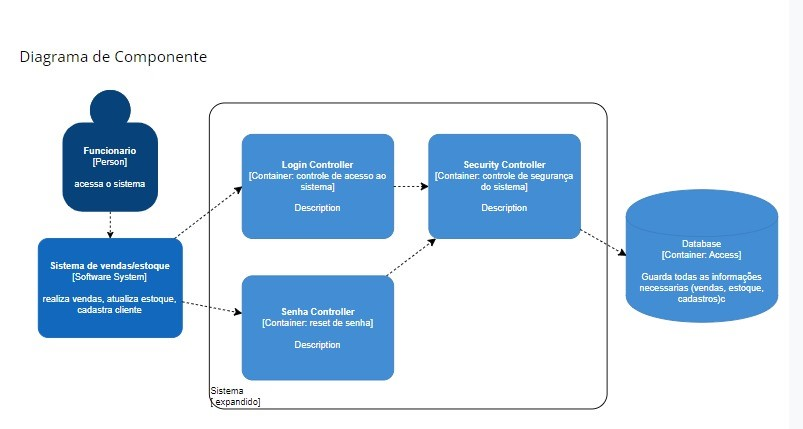 Diagrama de Componente
Funcionario
[Person]
acessa o sistema
Sistema de vendas/estoque
[Software System]
realiza vendas, atualiza estoque,
cadastra cliente
Login Controller
[Container: controle de acesso ao
sistema]
Description
Security Controller
[Container: controle de segurança
do sistema]
Description
Senha Controller
[Container: reset de senha]
Description
Database
[Container: Access]
Guarda todas as informações
necessarias (vendas, estoque,
cadastros)c
Sistema
[ expandido]